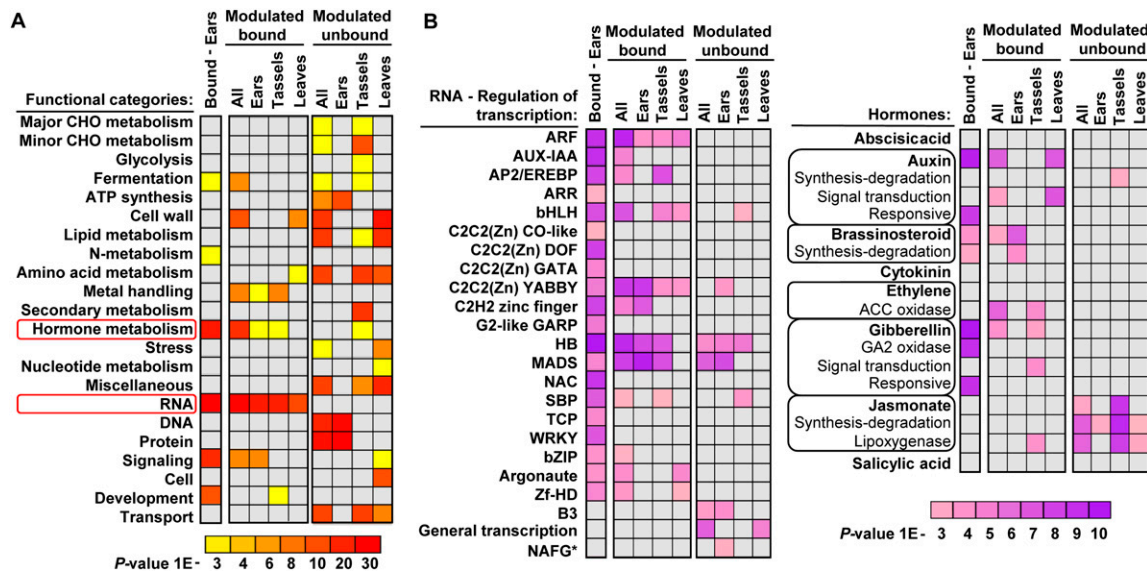 A
Bound - Ears
Modulated bound
Modulated unbound
All
Ears
Tassels
Leaves
All
Ears
Tassels
Leaves
Functional categories:
Major CHO metabolism
Minor CHO metabolism
Glycolysis
Fermentation
ATP synthesis
Cell wall
Lipid metabolism
N-metabolism
Amino acid metabolism
Metal handling
Secondary metabolism
Hormone metabolism
Stress
Nucleotide metabolism
Miscellaneous
RNA
DNA
Protein
Signaling
Cell
Development
Transport
P-value 1E- 3 4 6 8 10 20 30
B
Bound - Ears
Modulated bound
Modulated unbound
All
Ears
Tassels
Leaves
All
Ears
Tassels
Leaves
RNA - Regulation of
transcription:
ARF
AUX-IAA
AP2/EREBP
ARR
bHLH
C2C2(Zn) CO-like
C2C2(Zn) DOF
C2C2(Zn) GATA
C2C2(Zn) YABBY
C2H2 zinc finger
G2-like GARP
HB
MADS
NAC
SBP
TCP
WRKY
bZIP
Argonaute
Zf-HD
B3
General transcription
NAFG*
Bound - Ears
Modulated bound
Modulated unbound
All
Ears
Tassels
Leaves
All
Ears
Tassels
Leaves
Hormones:
Abscisicacid
Auxin
Synthesis-degradation
Signal transduction
Responsive
Brassinosteroid
Synthesis-degradation
Cytokinin
Ethylene
ACC oxidase
Gibberellin
GA2 oxidase
Signal transduction
Responsive
Jasmonate
Synthesis-degradation
Lipoxygenase
Salicylic acid
P-value 1E- 3 4 5 6 7 8 9 10